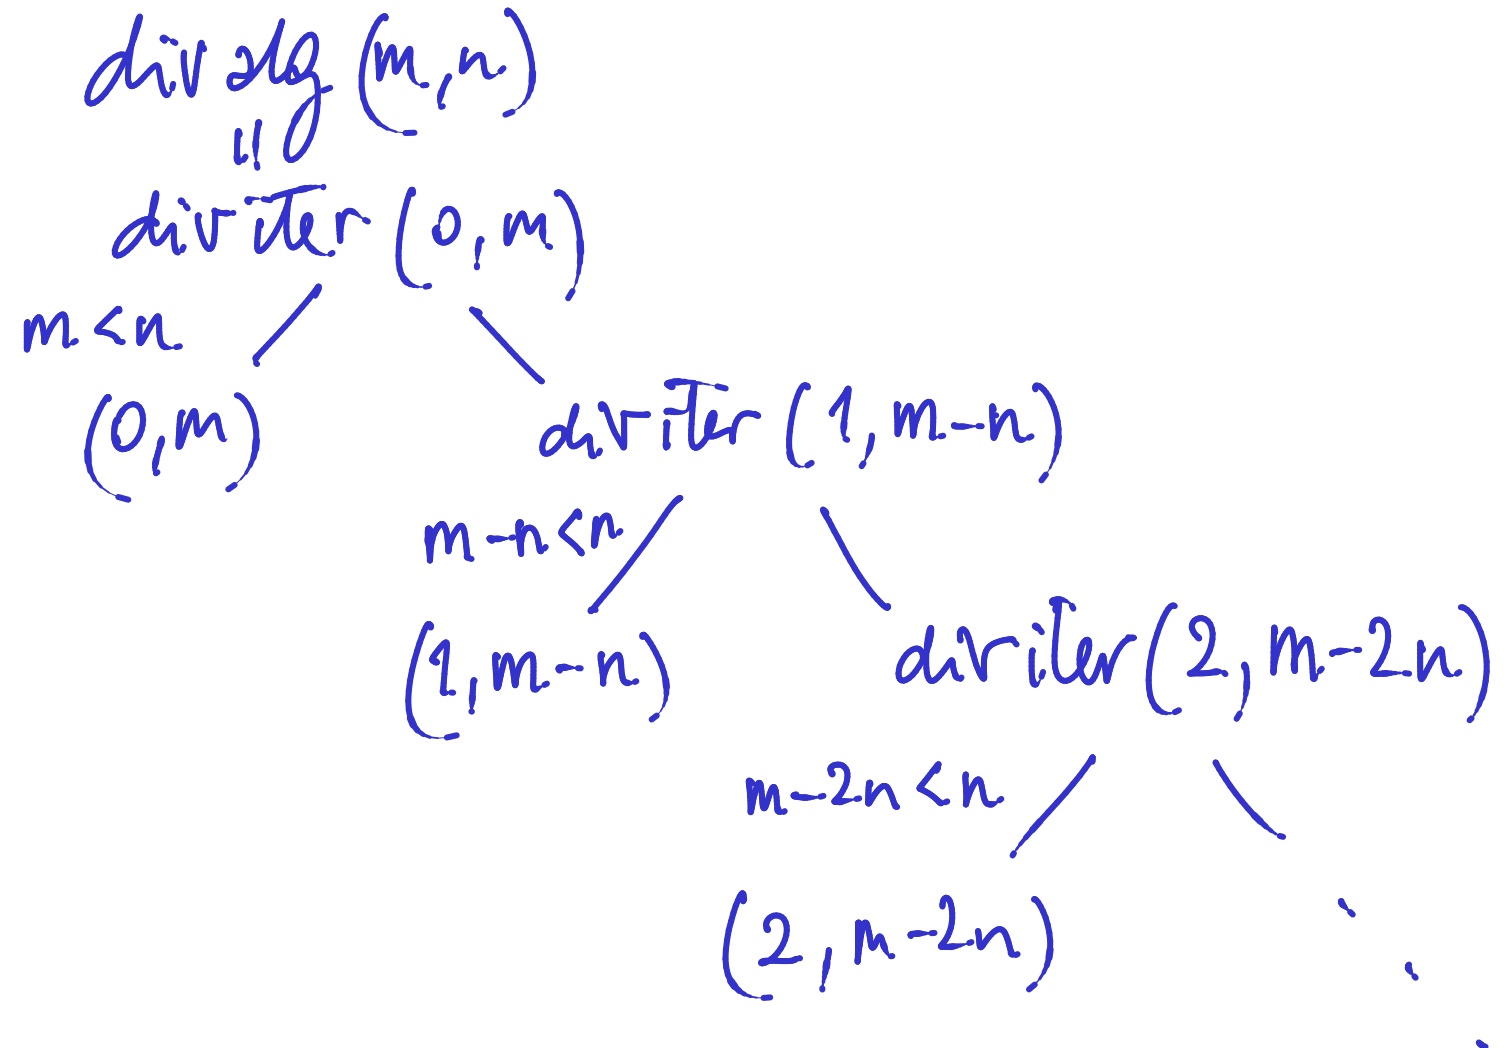 divalg (m, n)
||
diviter (0, m)
m < n
(0, m)
diviter (1, m-n)
m-n < n
(1, m-n)
diviter (2, m-2n)
m-2n < n
(2, m-2n)